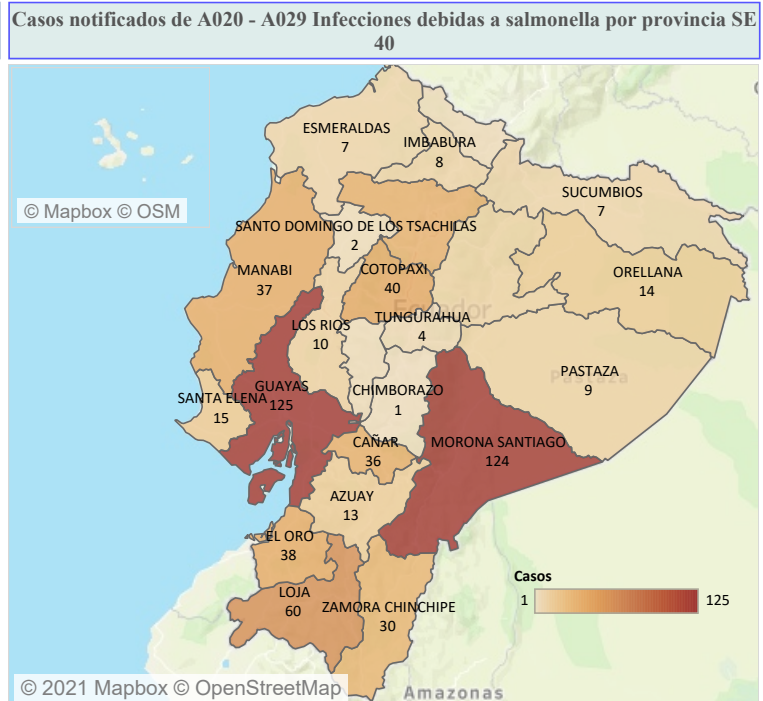 Casos notificados de A020 - A029 Infecciones debidas a salmonella por provincia SE
40
ESMERALDAS
7
IMBABURA
8
SUCUMBIOS
7
© Mapbox © OSM
SANTO DOMINGO DE LOS TSACHILAS
2
MANABI
37
COTOPAXI
40
ORELLANA
14
Ecuador
TUNGURAHUA
4
LOS RIOS
10
PASTAZA
9
Pastaza
GUAYAS
125
SANTA ELENA
15
CHIMBORAZO
1
CAÑAR
36
MORONA SANTIAGO
124
AZUAY
13
EL ORO
38
LOJA
60
ZAMORA CHINCHIPE
30
Casos
1 125
© 2021 Mapbox © OpenStreetMap
Amazonas